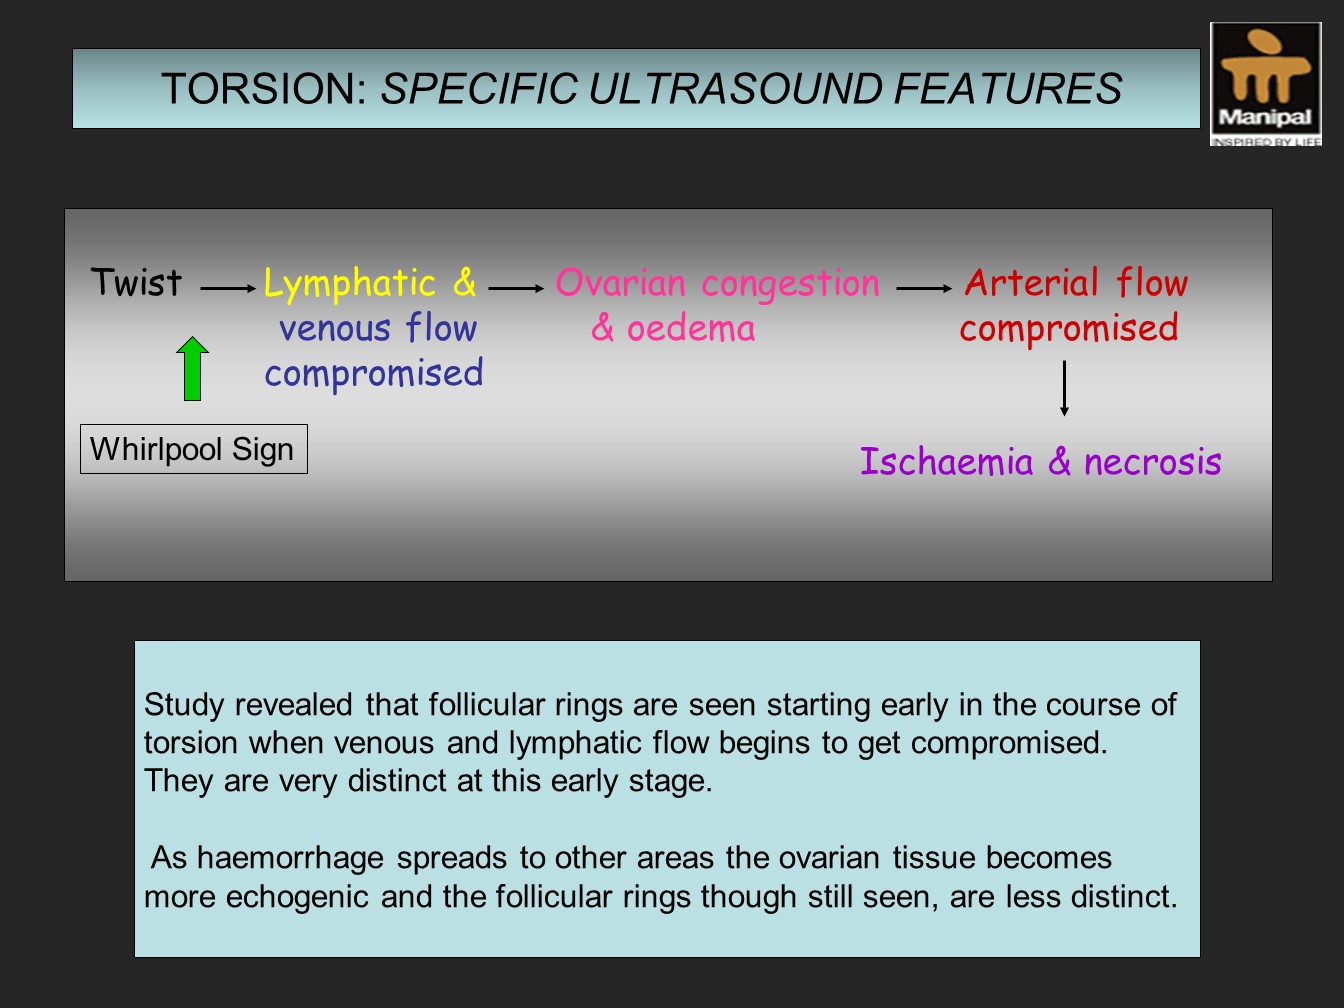 TORSION: SPECIFIC ULTRASOUND FEATURES
Manipal
INSPIRED BY LIFE
Twist Lymphatic & Ovarian congestion Arterial flow
venous flow & oedema compromised
compromised
Whirlpool Sign
Ischaemia & necrosis
Study revealed that follicular rings are seen starting early in the course of
torsion when venous and lymphatic flow begins to get compromised.
They are very distinct at this early stage.
As haemorrhage spreads to other areas the ovarian tissue becomes
more echogenic and the follicular rings though still seen, are less distinct.